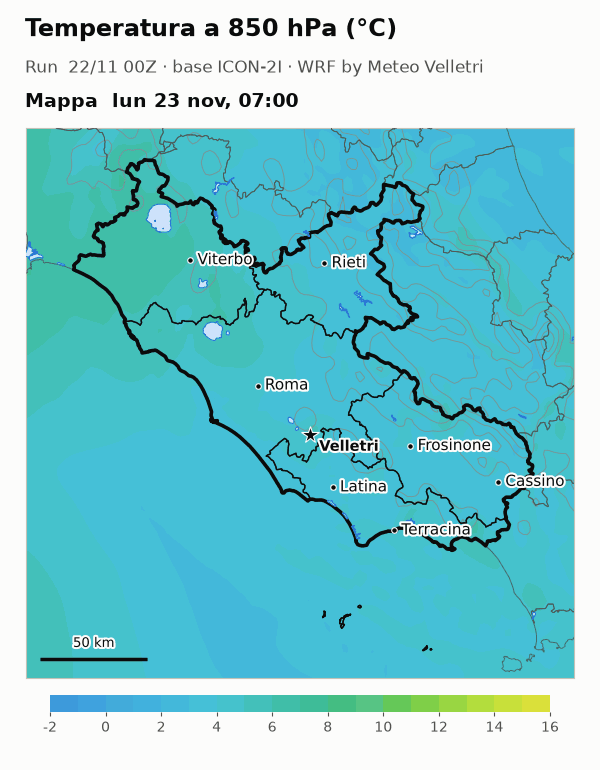 Temperatura a 850 hPa (°C)
Run  22/11 00Z · base ICON-2I · WRF by Meteo Velletri
Mappa  lun 23 nov, 07:00
Viterbo
Rieti
Roma
Velletri
Frosinone
Latina
Cassino
Terracina
50 km
-2 0 2 4 6 8 10 12 14 16